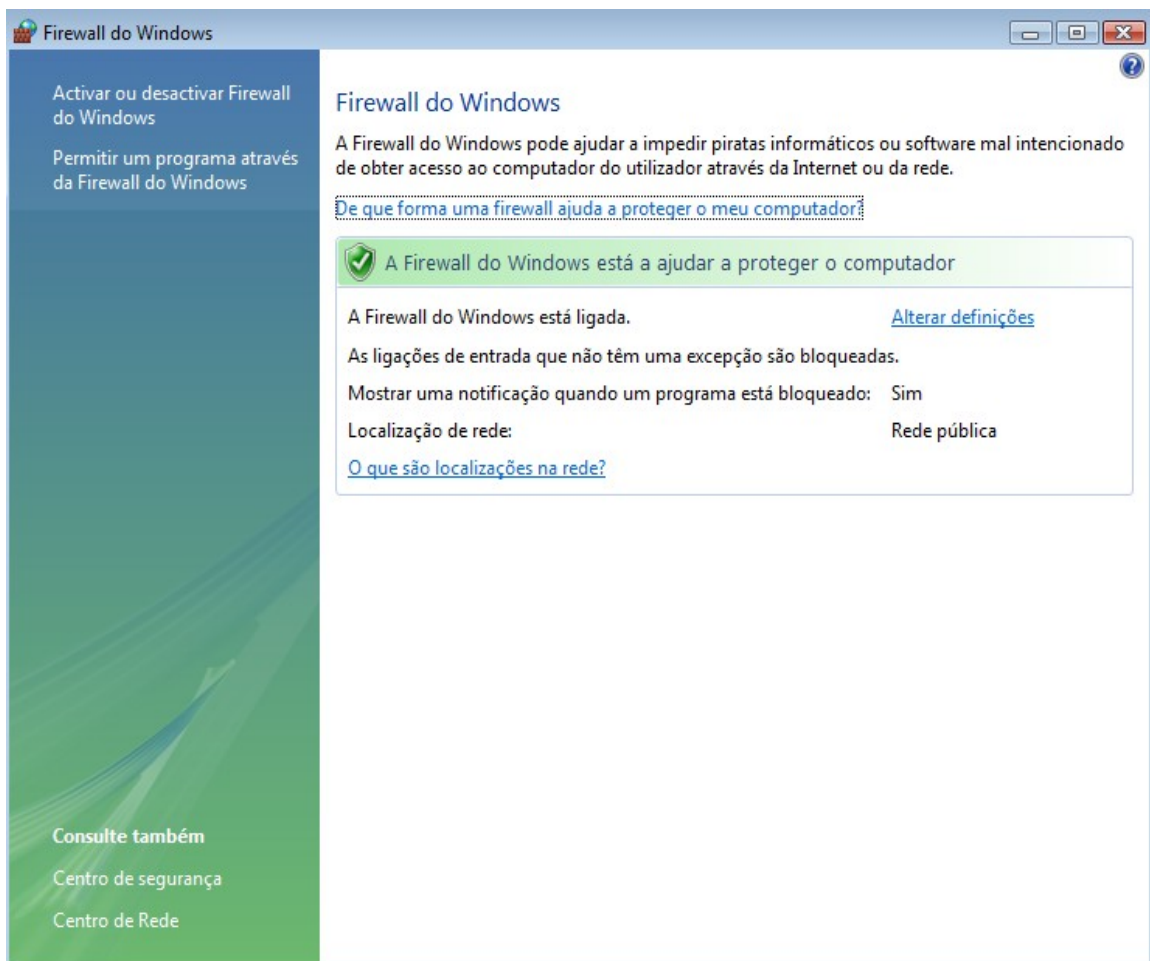 Firewall do Windows
Activar ou desactivar Firewall
do Windows
Permitir um programa através
da Firewall do Windows
Consulte também
Centro de segurança
Centro de Rede
Firewall do Windows
A Firewall do Windows pode ajudar a impedir piratas informáticos ou software mal intencionado
de obter acesso ao computador do utilizador através da Internet ou da rede.
De que forma uma firewall ajuda a proteger o meu computador?
A Firewall do Windows está a ajudar a proteger o computador
A Firewall do Windows está ligada. Alterar definições
As ligações de entrada que não têm uma excepção são bloqueadas.
Mostrar uma notificação quando um programa está bloqueado: Sim
Localização de rede: Rede pública
O que são localizações na rede?